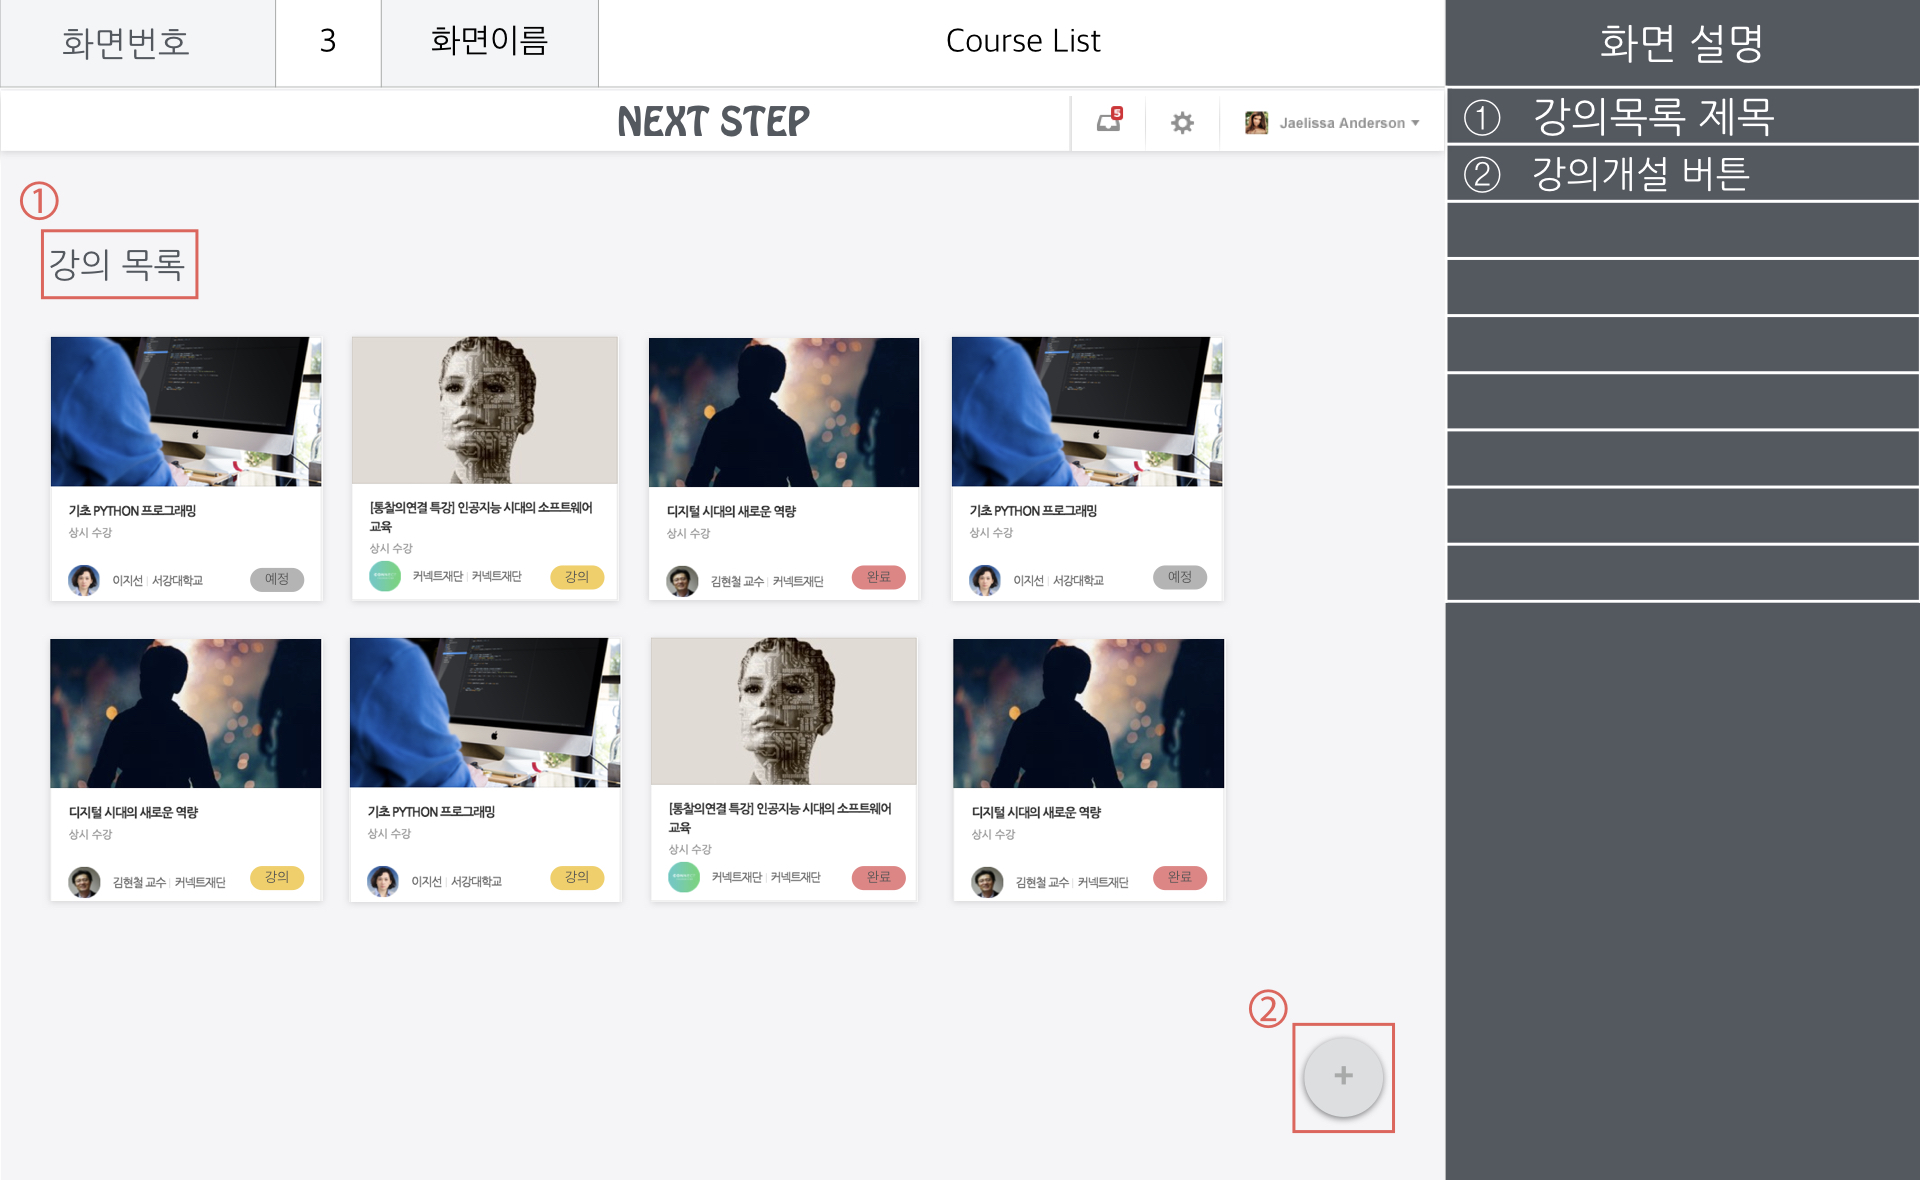 화면번호
3
화면이름
Course List
화면 설명
NEXT STEP
5
Jaelissa Anderson
① 강의목록 제목
② 강의개설 버튼
①
강의 목록
기초 PYTHON 프로그래밍
상시 수강
이지선 | 서강대학교
예정
[통찰의연결 특강] 인공지능 시대의 소프트웨어
교육
상시 수강
커넥트재단 | 커넥트재단
강의
디지털 시대의 새로운 역량
상시 수강
김현철 교수 | 커넥트재단
완료
기초 PYTHON 프로그래밍
상시 수강
이지선 | 서강대학교
예정
디지털 시대의 새로운 역량
상시 수강
김현철 교수 | 커넥트재단
강의
기초 PYTHON 프로그래밍
상시 수강
이지선 | 서강대학교
강의
[통찰의연결 특강] 인공지능 시대의 소프트웨어
교육
상시 수강
커넥트재단 | 커넥트재단
완료
디지털 시대의 새로운 역량
상시 수강
김현철 교수 | 커넥트재단
완료
②
+